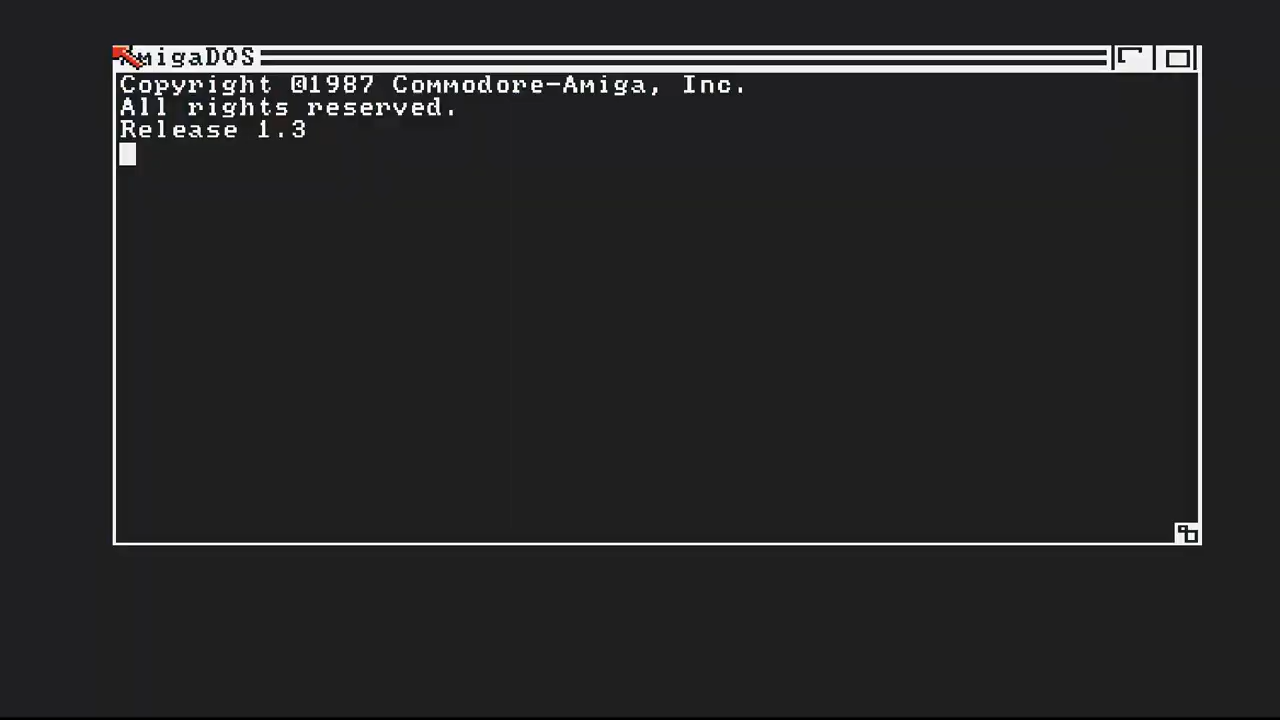 AmigaDOS
Copyright @1987 Commodore-Amiga, Inc.
All rights reserved.
Release 1.3